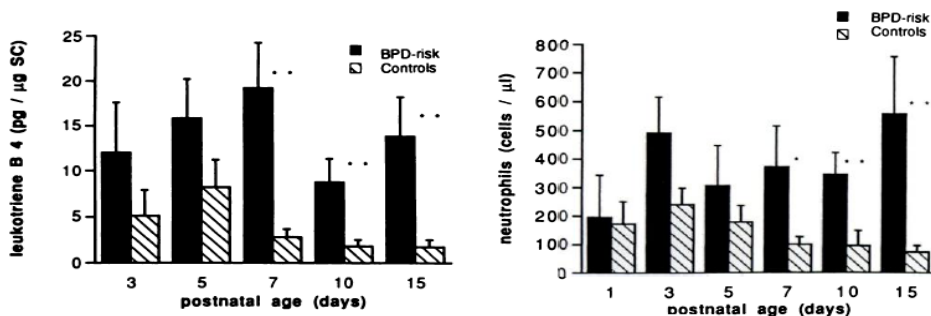 BPD-risk
Controls
leukotriene B 4 (pg / µg SC)
25
20
15
10
5
0
3 5 7 10 15
postnatal age (days)
BPD-risk
Controls
neutrophils (cells / µl)
800
700
600
500
400
300
200
100
0
1 3 5 7 10 15
postnatal age (days)